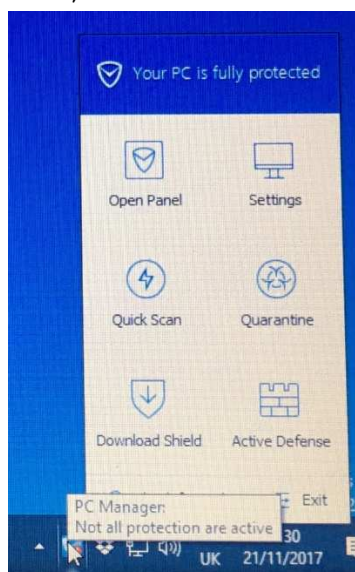 Your PC is fully protected
Open Panel
Settings
Quick Scan
Quarantine
Download Shield
Active Defense
Exit
PC Manager:
Not all protection are active
30
UK
21/11/2017